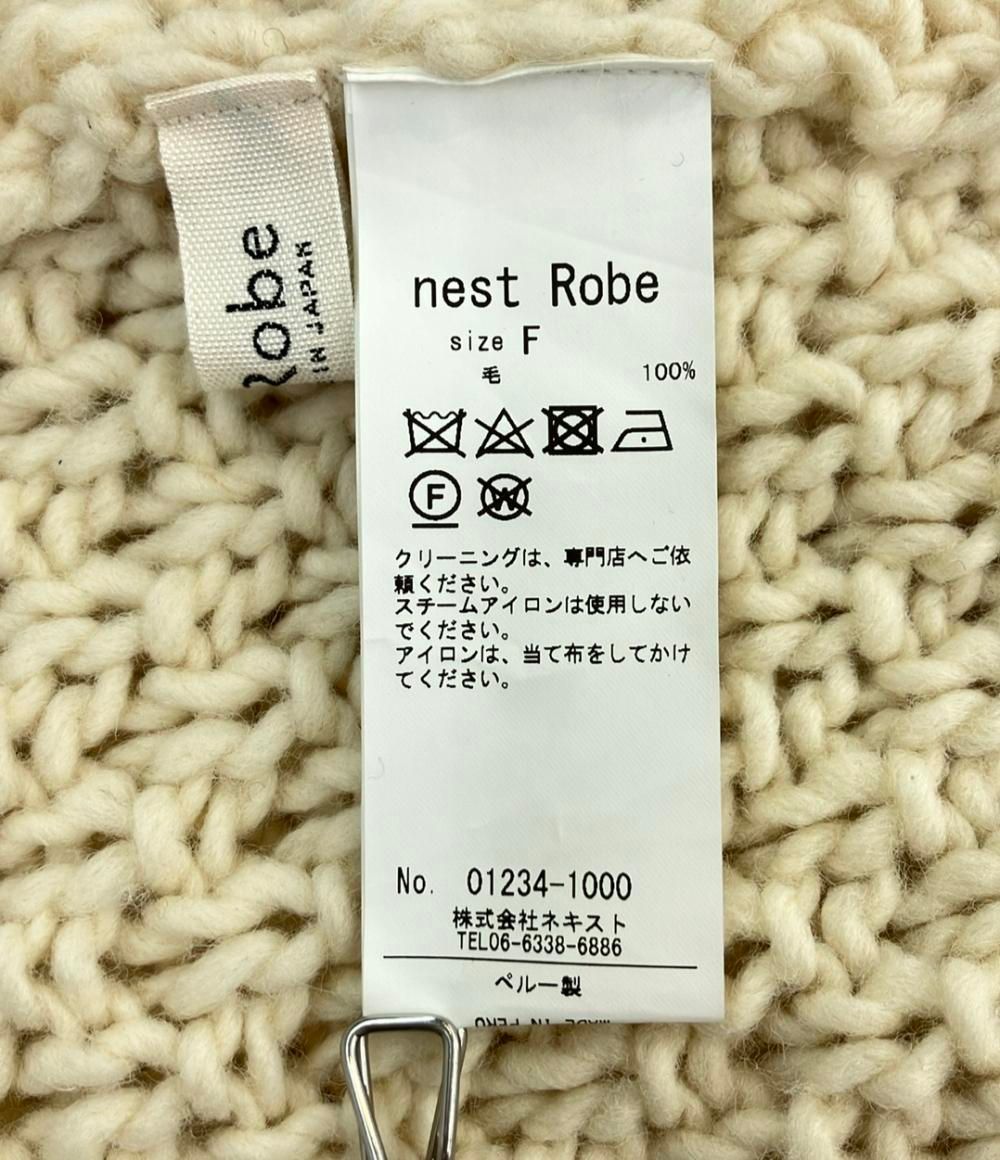 Robe
IN JAPAN
nest Robe
size F
毛 100%
F
W
クリーニングは、専門店へご依
頼ください。
スチームアイロンは使用しない
でください。
アイロンは、当て布をしてかけ
てください。
No. 01234-1000
株式会社ネキスト
TEL06-6338-6886
ペルー製
MADE IN PERU